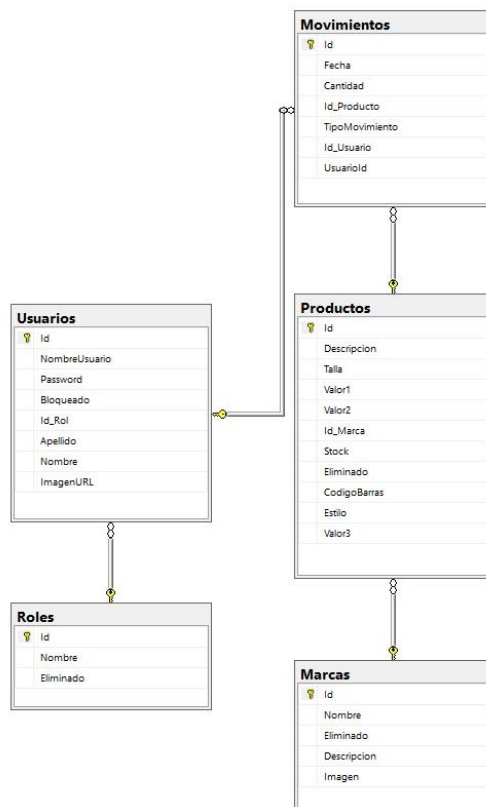 Movimientos
Id
Fecha
Cantidad
Id_Producto
TipoMovimiento
Id_Usuario
UsuarioId
Usuarios
Id
NombreUsuario
Password
Bloqueado
Id_Rol
Apellido
Nombre
ImagenURL
Productos
Id
Descripcion
Talla
Valor1
Valor2
Id_Marca
Stock
Eliminado
CodigoBarras
Estilo
Valor3
Roles
Id
Nombre
Eliminado
Marcas
Id
Nombre
Eliminado
Descripcion
Imagen